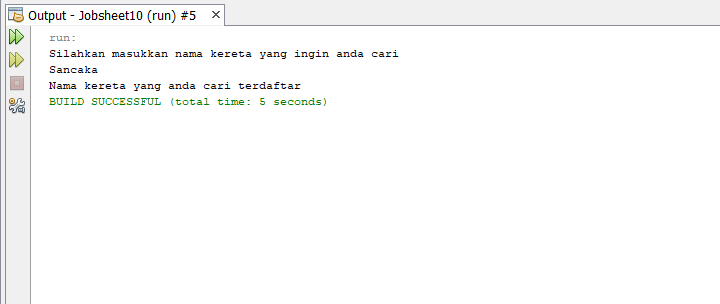 Output - Jobsheet10 (run) #5
run:
Silahkan masukkan nama kereta yang ingin anda cari
Sancaka
Nama kereta yang anda cari terdaftar
BUILD SUCCESSFUL (total time: 5 seconds)